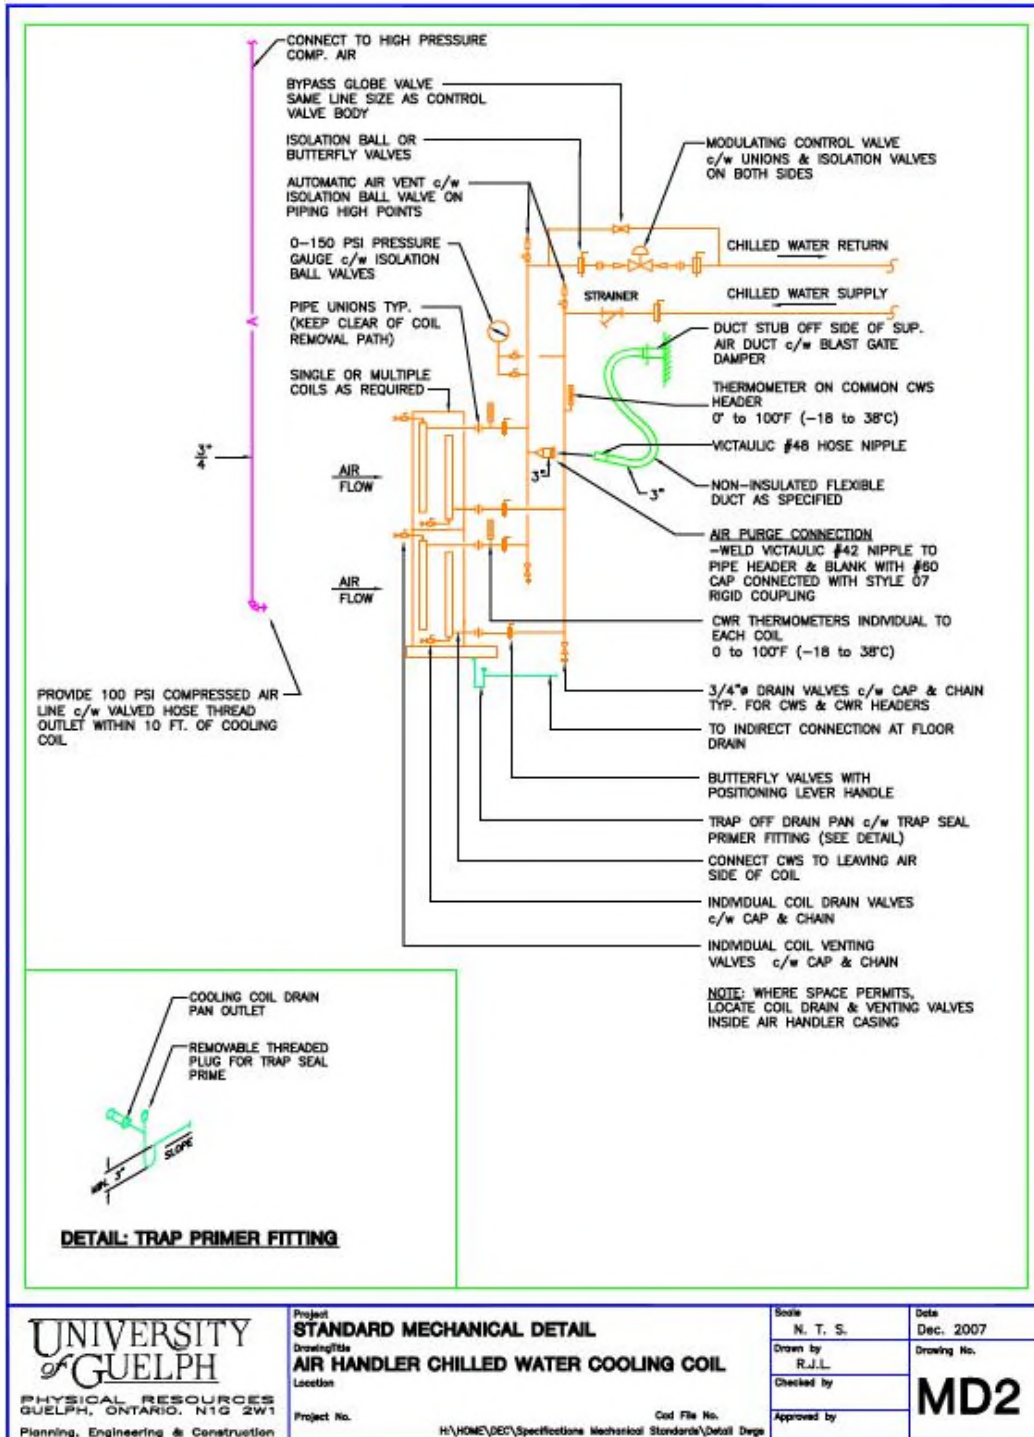 CONNECT TO HIGH PRESSURE
COMP. AIR
BYPASS GLOBE VALVE
SAME LINE SIZE AS CONTROL
VALVE BODY
ISOLATION BALL OR
BUTTERFLY VALVES
AUTOMATIC AIR VENT c/w
ISOLATION BALL VALVE ON
PIPING HIGH POINTS
0-150 PSI PRESSURE
GAUGE c/w ISOLATION
BALL VALVES
PIPE UNIONS TYP.
(KEEP CLEAR OF COIL
REMOVAL PATH)
SINGLE OR MULTIPLE
COILS AS REQUIRED
3/4"
AIR
FLOW
AIR
FLOW
PROVIDE 100 PSI COMPRESSED AIR
LINE c/w VALVED HOSE THREAD
OUTLET WITHIN 10 FT. OF COOLING
COIL
MODULATING CONTROL VALVE
c/w UNIONS & ISOLATION VALVES
ON BOTH SIDES
CHILLED WATER RETURN
STRAINER
CHILLED WATER SUPPLY
DUCT STUB OFF SIDE OF SUP.
AIR DUCT c/w BLAST GATE
DAMPER
THERMOMETER ON COMMON CWS
HEADER
0° to 100°F (-18 to 38°C)
VICTAULIC #48 HOSE NIPPLE
3"
3"
NON-INSULATED FLEXIBLE
DUCT AS SPECIFIED
AIR PURGE CONNECTION
-WELD VICTAULIC #42 NIPPLE TO
PIPE HEADER & BLANK WITH #60
CAP CONNECTED WITH STYLE 07
RIGID COUPLING
CWR THERMOMETERS INDIVIDUAL TO
EACH COIL
0 to 100°F (-18 to 38°C)
3/4"ø DRAIN VALVES c/w CAP & CHAIN
TYP. FOR CWS & CWR HEADERS
TO INDIRECT CONNECTION AT FLOOR
DRAIN
BUTTERFLY VALVES WITH
POSITIONING LEVER HANDLE
TRAP OFF DRAIN PAN c/w TRAP SEAL
PRIMER FITTING (SEE DETAIL)
CONNECT CWS TO LEAVING AIR
SIDE OF COIL
INDIVIDUAL COIL DRAIN VALVES
c/w CAP & CHAIN
INDIVIDUAL COIL VENTING
VALVES c/w CAP & CHAIN
NOTE: WHERE SPACE PERMITS,
LOCATE COIL DRAIN & VENTING VALVES
INSIDE AIR HANDLER CASING
COOLING COIL DRAIN
PAN OUTLET
REMOVABLE THREADED
PLUG FOR TRAP SEAL
PRIME
SLOPE
MIN. 3"
DETAIL: TRAP PRIMER FITTING
UNIVERSITY
of GUELPH
PHYSICAL RESOURCES
GUELPH, ONTARIO. N1G 2W1
Planning, Engineering & Construction
Project
STANDARD MECHANICAL DETAIL
DrawingTitle
AIR HANDLER CHILLED WATER COOLING COIL
Location
Project No.
Cad File No.
H:\HOME\DEC\Specifications Mechanical Standards\Detail Dwgs
Scale
N. T. S.
Drawn by
R.J.L.
Checked by
Approved by
Date
Dec. 2007
Drawing No.
MD2